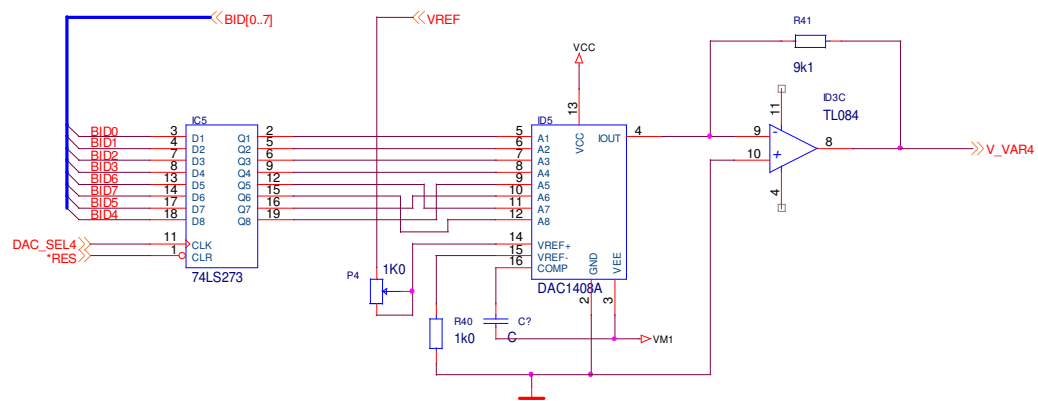 BID[0..7]
VREF
R41
9k1
VCC
13
VCC
IC5
BID0 3 D1 Q1 2
BID1 4 D2 Q2 5
BID2 7 D3 Q3 6
BID3 8 D4 Q4 9
BID6 13 D5 Q5 12
BID7 14 D6 Q6 15
BID5 17 D7 Q7 16
BID4 18 D8 Q8 19
DAC_SEL4 11 CLK
*RES 1 CLR
74LS273
ID5
5 A1 IOUT 4
6 A2
7 A3
8 A4
9 A5
10 A6
11 A7
12 A8
14 VREF+
15 VREF-
16 COMP
GND
VEE
DAC1408A
2
3
P4
1K0
R40
1k0
C?
C
VM1
ID3C
TL084
11
9 -
10 +
8
4
V_VAR4